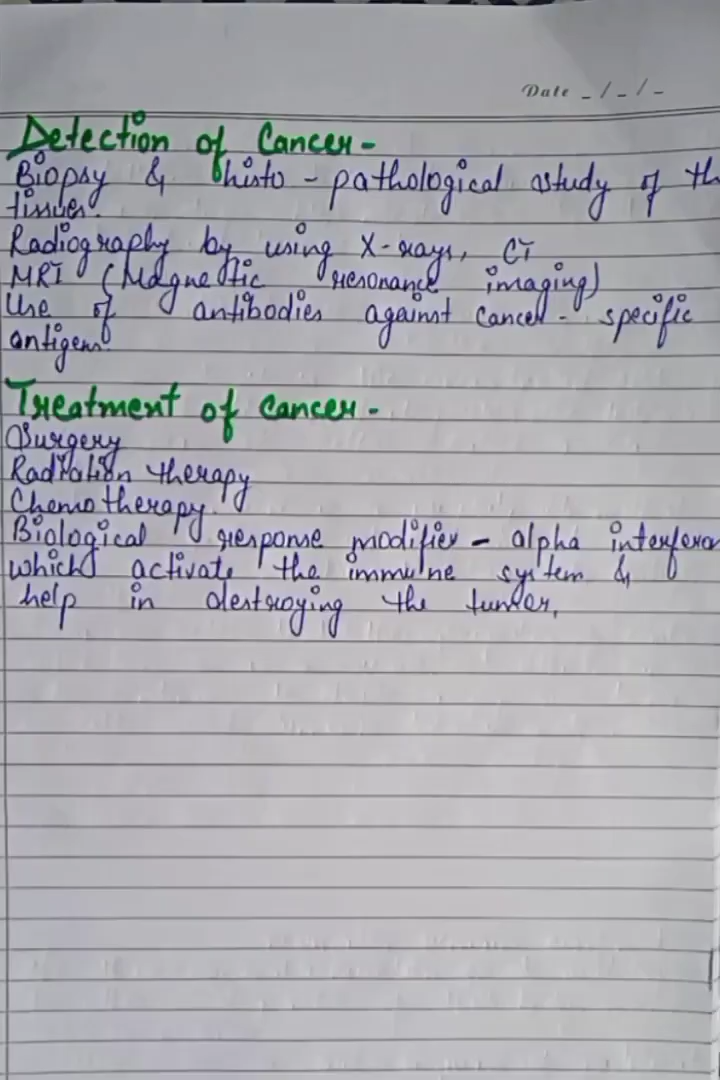 Date _/_/_
Detection of Cancer -
Biopsy & histo - pathological study of th
tissues.
Radiography by using X-rays, CT
MRI (Magnetic resonance imaging)
Use of antibodies against cancer - specific
antigens
Treatment of cancer -
Surgery
Radiation therapy
Chemotherapy.
Biological response modifier - alpha interferon
which activate the immune system &
help in destroying the tumor.